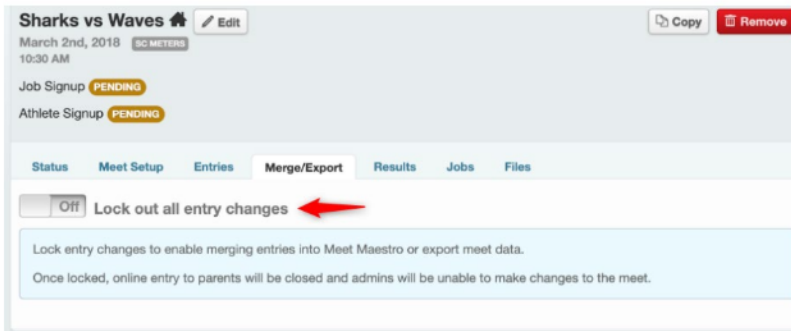 Sharks vs Waves Edit Copy Remove
March 2nd, 2018 SC METERS
10:30 AM
Job Signup PENDING
Athlete Signup PENDING
Status Meet Setup Entries Merge/Export Results Jobs Files
Off Lock out all entry changes
Lock entry changes to enable merging entries into Meet Maestro or export meet data.
Once locked, online entry to parents will be closed and admins will be unable to make changes to the meet.